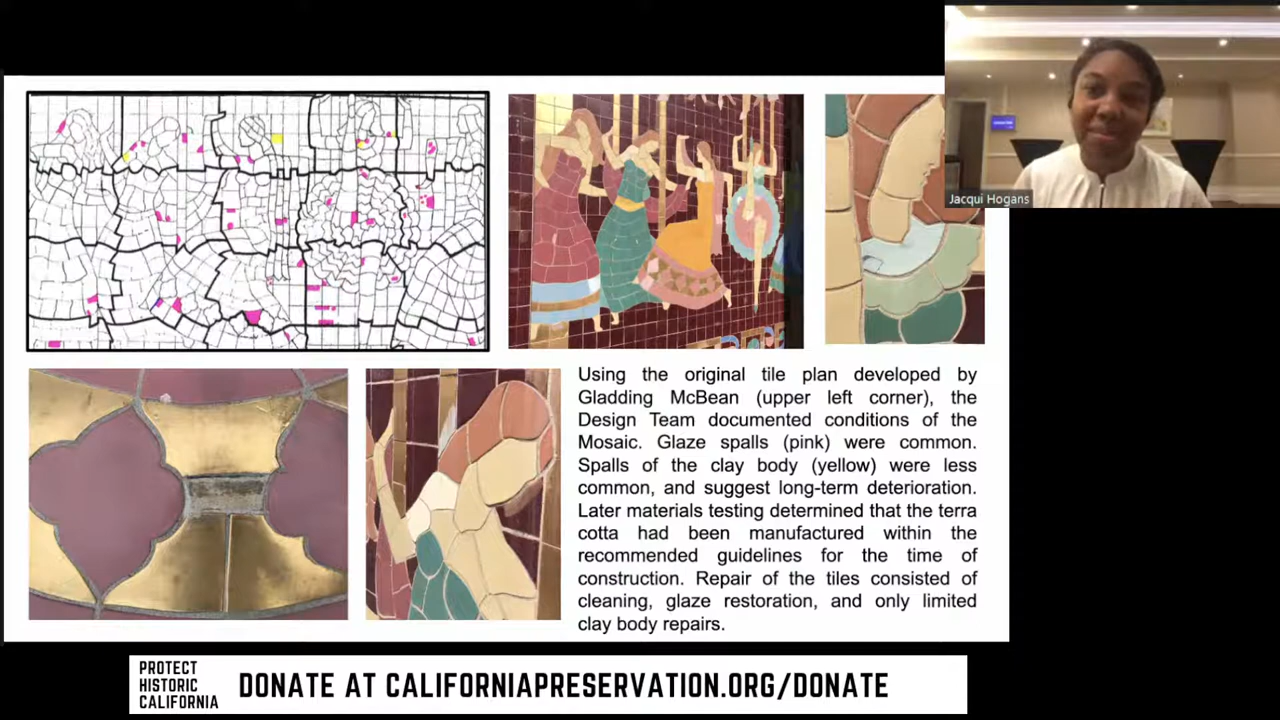 Jacqui Hogans
Using the original tile plan developed by
Gladding McBean (upper left corner), the
Design Team documented conditions of the
Mosaic. Glaze spalls (pink) were common.
Spalls of the clay body (yellow) were less
common, and suggest long-term deterioration.
Later materials testing determined that the terra
cotta had been manufactured within the
recommended guidelines for the time of
construction. Repair of the tiles consisted of
cleaning, glaze restoration, and only limited
clay body repairs.
PROTECT
HISTORIC
CALIFORNIA
DONATE AT CALIFORNIAPRESERVATION.ORG/DONATE